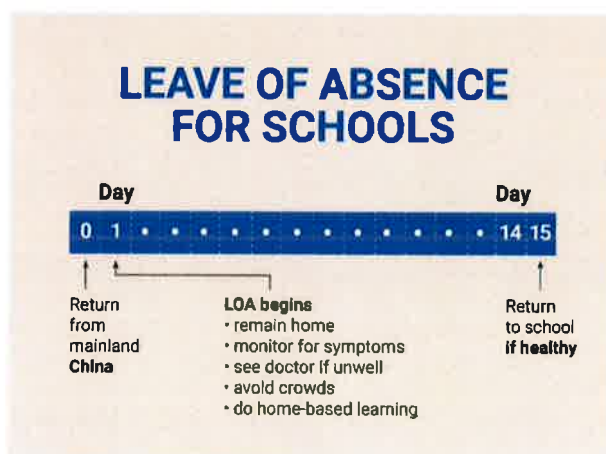 LEAVE OF ABSENCE
FOR SCHOOLS
Day Day
0 1 • • • • • • • • • • • • 14 15
Return
from
mainland
China
LOA begins
• remain home
• monitor for symptoms
• see doctor if unwell
• avoid crowds
• do home-based learning
Return
to school
if healthy